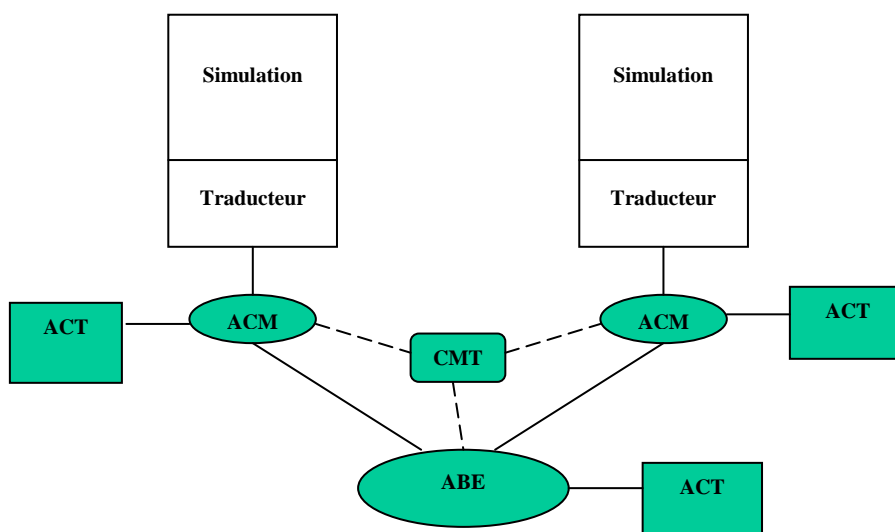 Simulation
Simulation
Traducteur
Traducteur
ACT
ACM
CMT
ACM
ACT
ABE
ACT